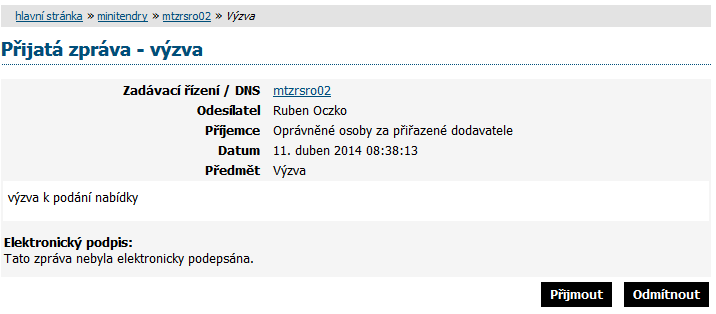 hlavní stránka » minitendry » mtzrsro02 » Výzva
Přijatá zpráva - výzva
Zadávací řízení / DNS mtzrsro02
Odesílatel Ruben Oczko
Příjemce Oprávněné osoby za přiřazené dodavatele
Datum 11. duben 2014 08:38:13
Předmět Výzva
výzva k podání nabídky
Elektronický podpis:
Tato zpráva nebyla elektronicky podepsána.
Přijmout Odmítnout